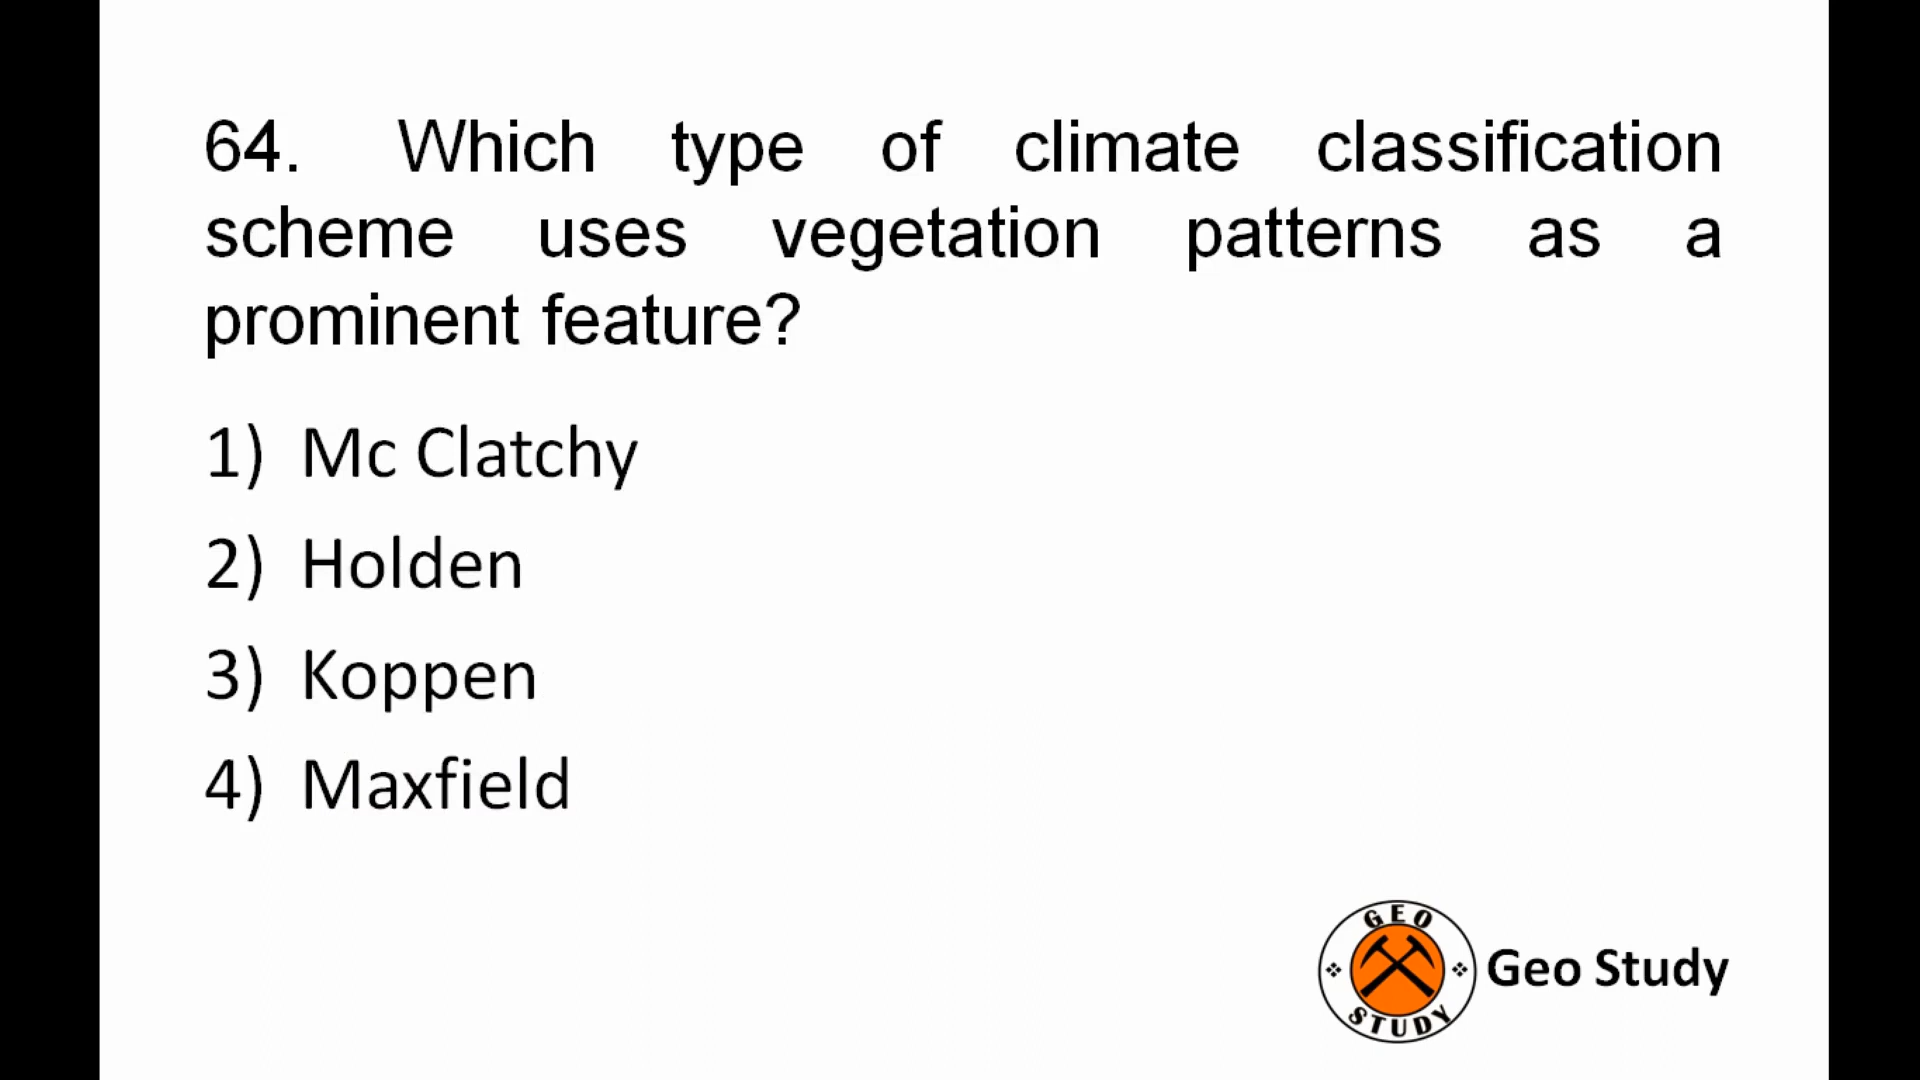 64. Which type of climate classification
scheme uses vegetation patterns as a
prominent feature?
1) Mc Clatchy
2) Holden
3) Koppen
4) Maxfield
GEO
STUDY
Geo Study